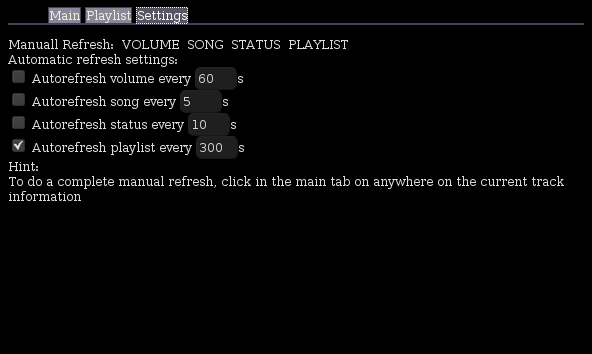 Main Playlist Settings
Manuall Refresh: VOLUME SONG STATUS PLAYLIST
Automatic refresh settings:
Autorefresh volume every 60 s
Autorefresh song every 5 s
Autorefresh status every 10 s
Autorefresh playlist every 300 s
Hint:
To do a complete manual refresh, click in the main tab on anywhere on the current track
information